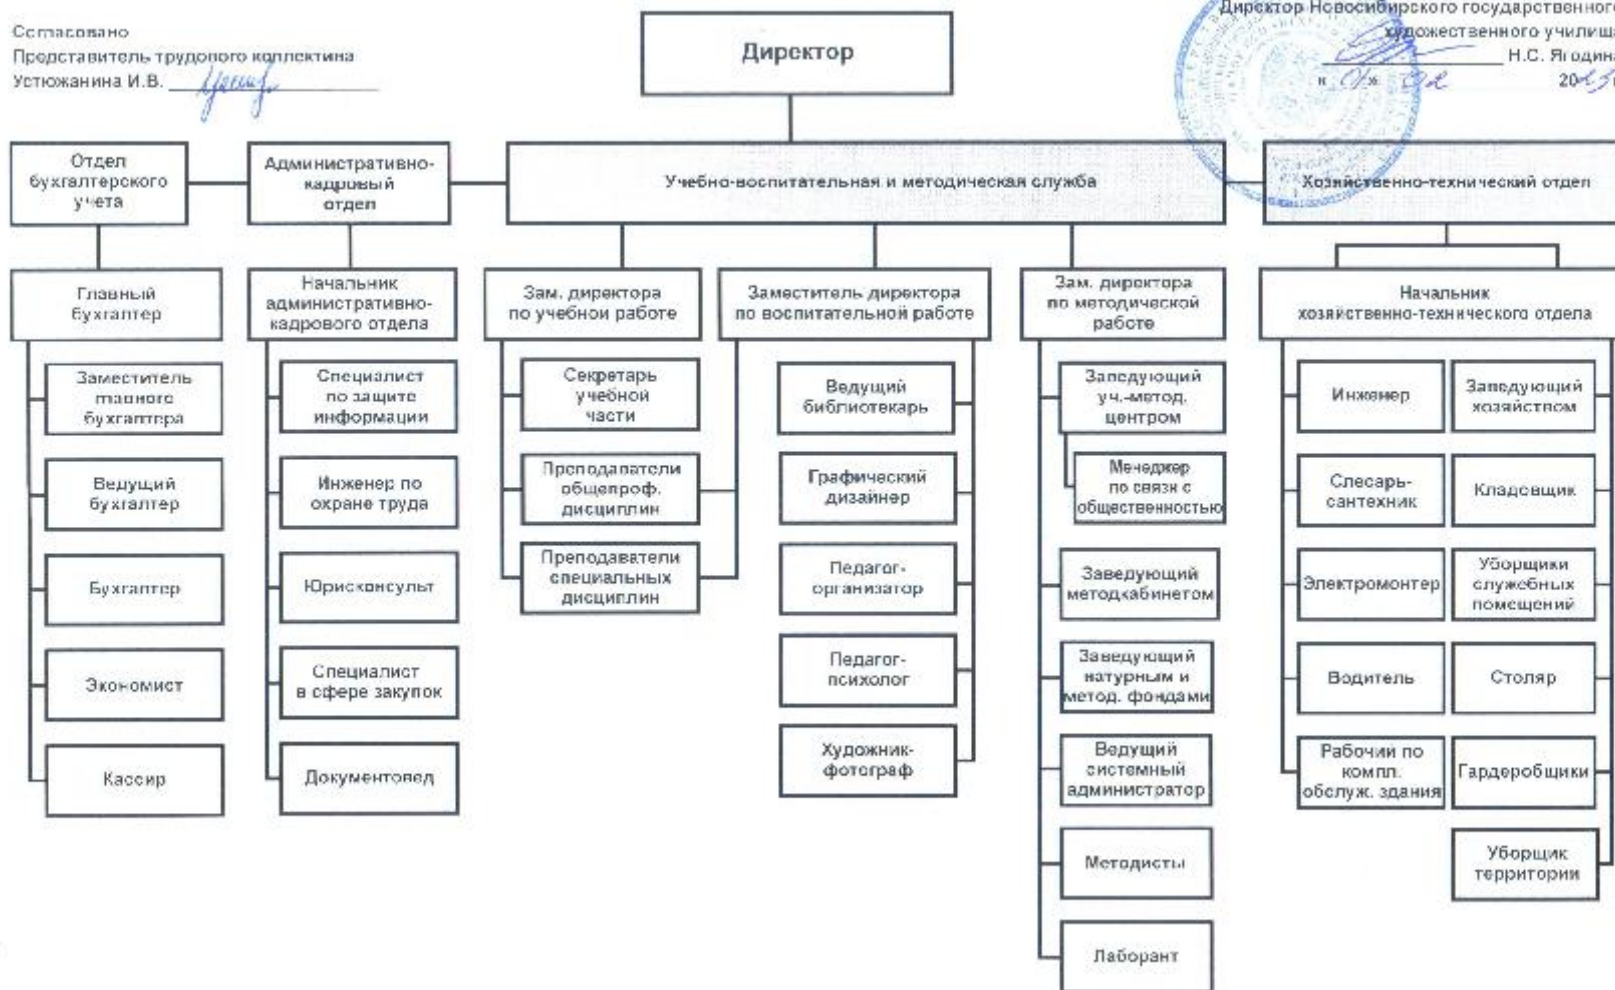 Согласовано
Представитель трудового коллектива
Устюжанина И.В.
Директор Новосибирского государственного
художественного училища
Н.С. Ягодина
« 01 » 02 2023
Директор
Отдел
бухгалтерского
учета
Административно-
кадровый
отдел
Учебно-воспитательная и методическая служба
Хозяйственно-технический отдел
Главный
бухгалтер
Начальник
административно-
кадрового отдела
Зам. директора
по учебной работе
Заместитель директора
по воспитательной работе
Зам. директора
по методической
работе
Начальник
хозяйственно-технического отдела
Заместитель
главного
бухгалтера
Ведущий
бухгалтер
Бухгалтер
Экономист
Кассир
Специалист
по защите
информации
Инженер по
охране труда
Юрисконсульт
Специалист
в сфере закупок
Документовед
Секретарь
учебной
части
Преподаватели
общепроф.
дисциплин
Преподаватели
специальных
дисциплин
Ведущий
библиотекарь
Графический
дизайнер
Педагог-
организатор
Педагог-
психолог
Художник-
фотограф
Заведующий
уч.-метод.
центром
Менеджер
по связи с
общественностью
Заведующий
методкабинетом
Заведующий
натурным и
метод. фондами
Ведущий
системный
администратор
Методисты
Лаборант
Инженер
Слесарь-
сантехник
Электромонтер
Водитель
Рабочий по
компл.
обслуж. здания
Заведующий
хозяйством
Кладовщик
Уборщики
служебных
помещений
Столяр
Гардеробщики
Уборщик
территории